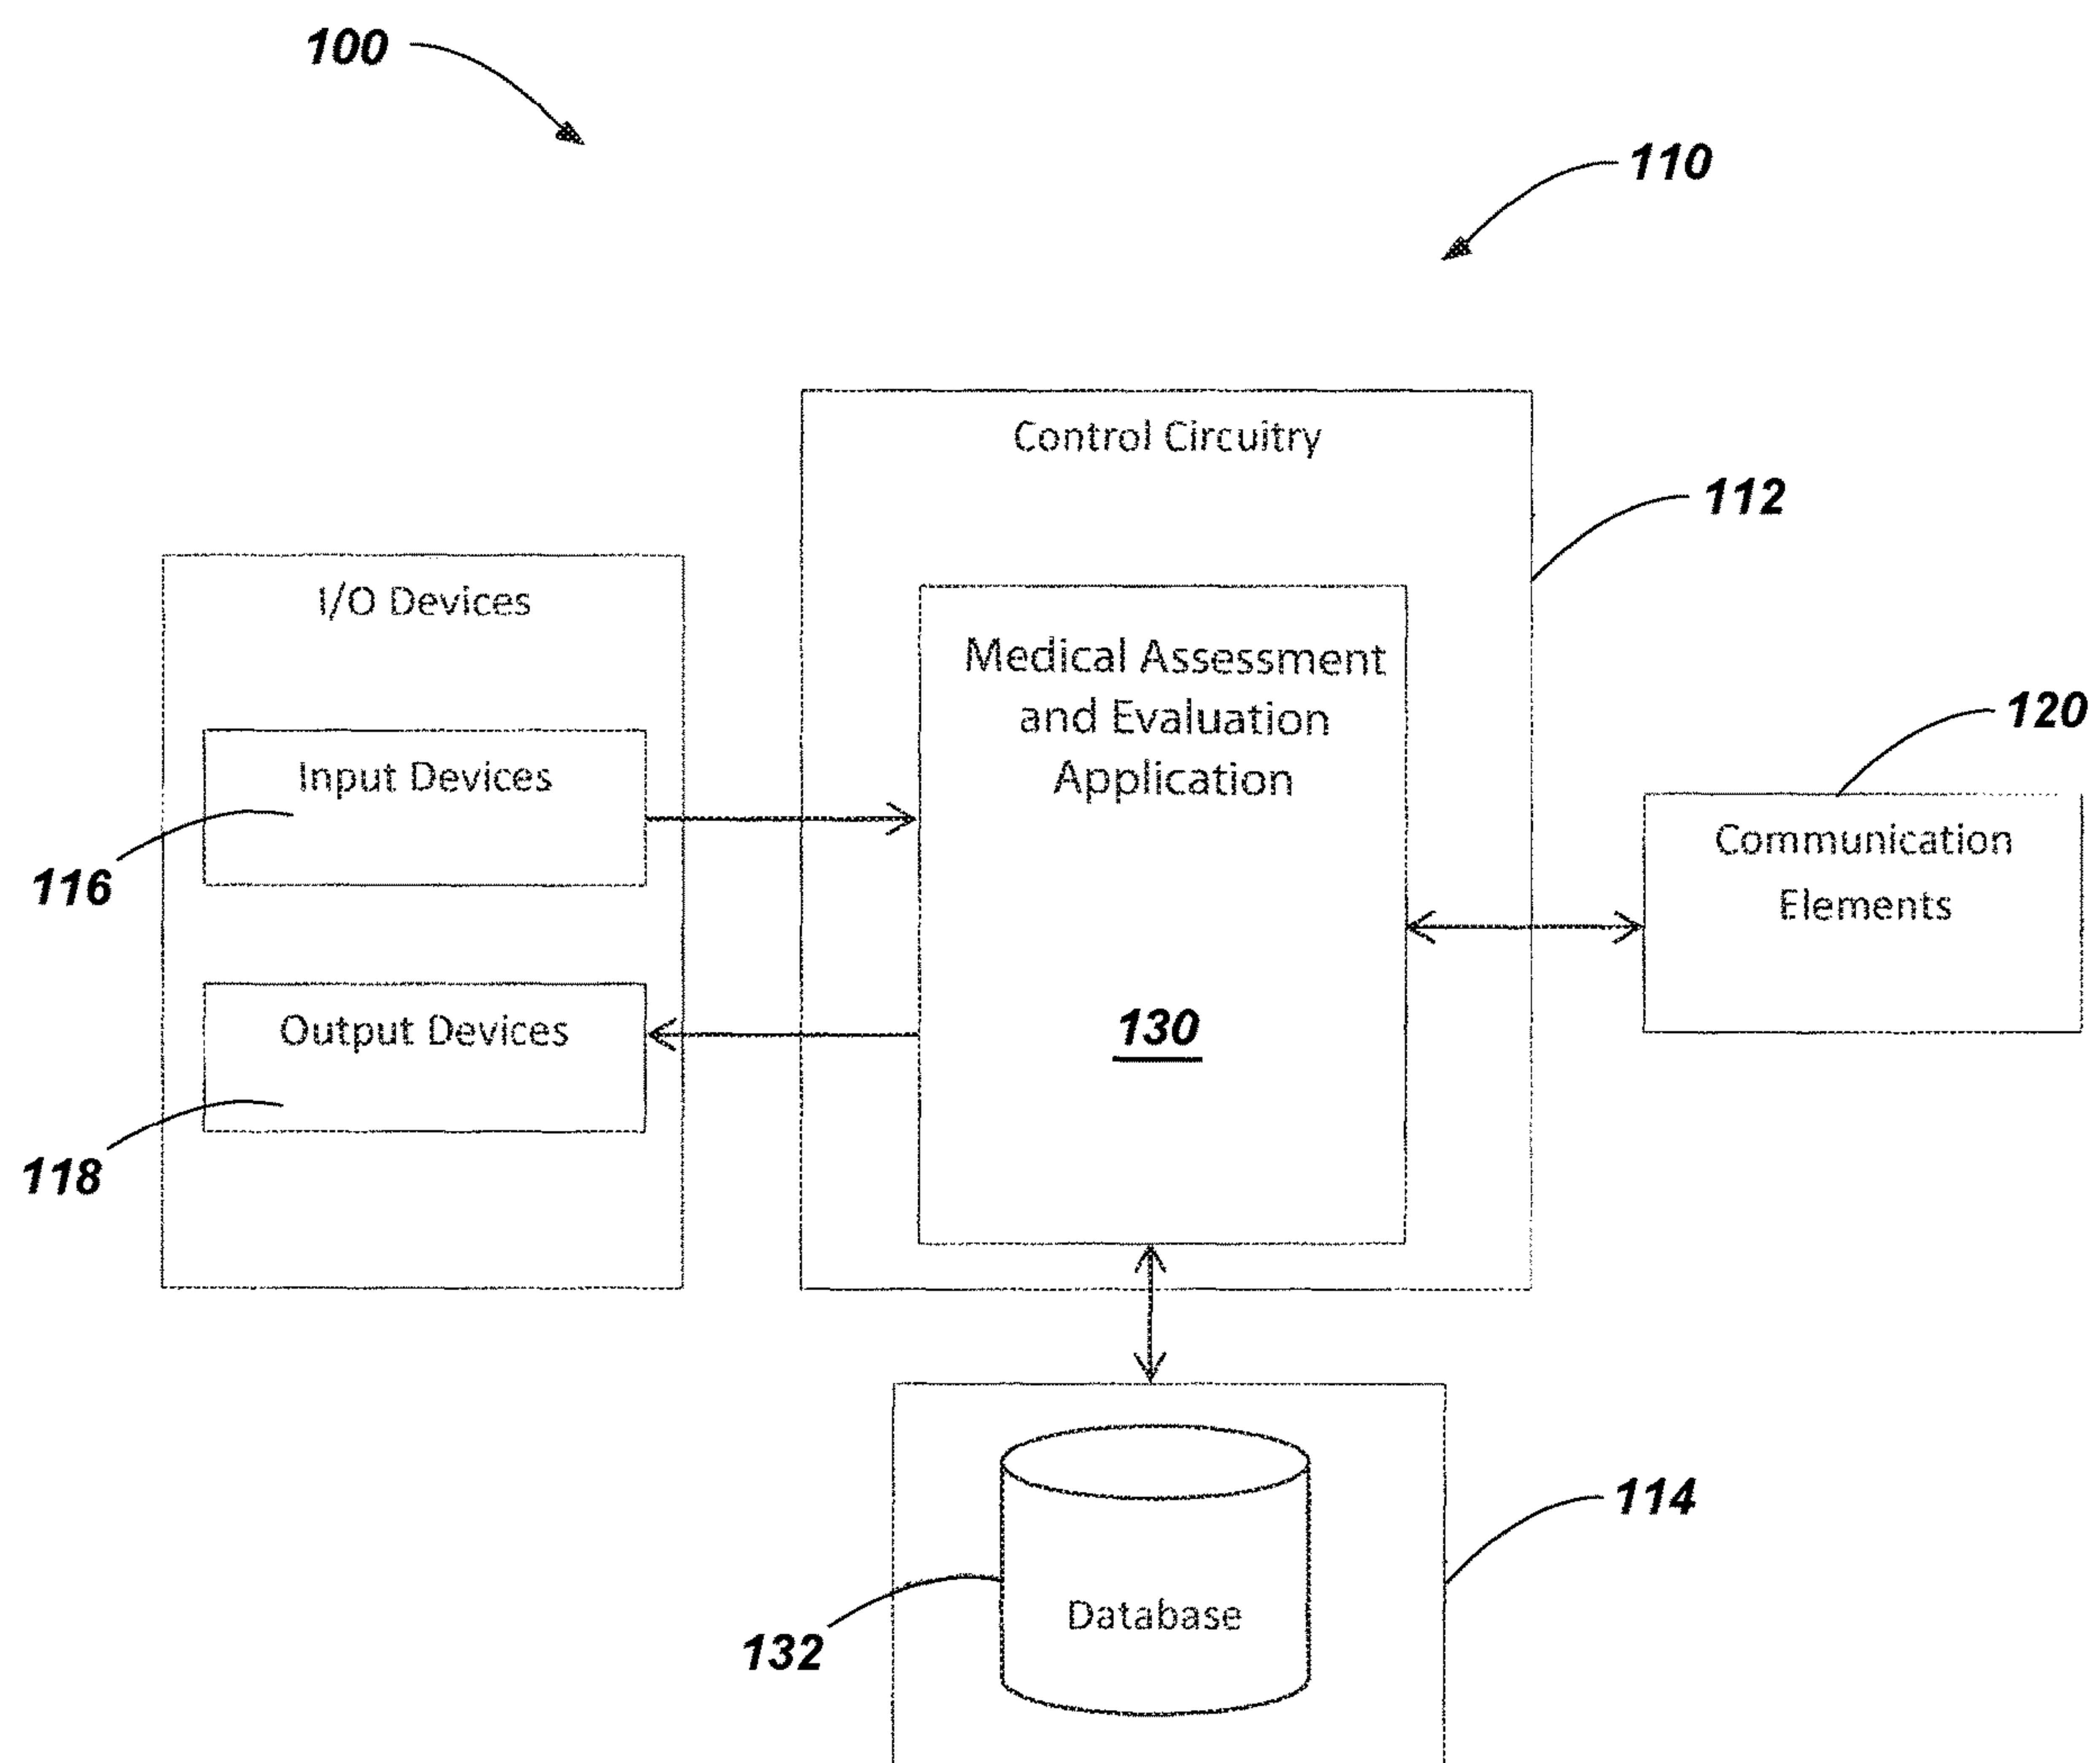 100
110
Control Circuitry
112
I/O Devices
Medical Assessment
and Evaluation
Application
120
Input Devices
Communication
Elements
116
130
Output Devices
118
114
Database
132